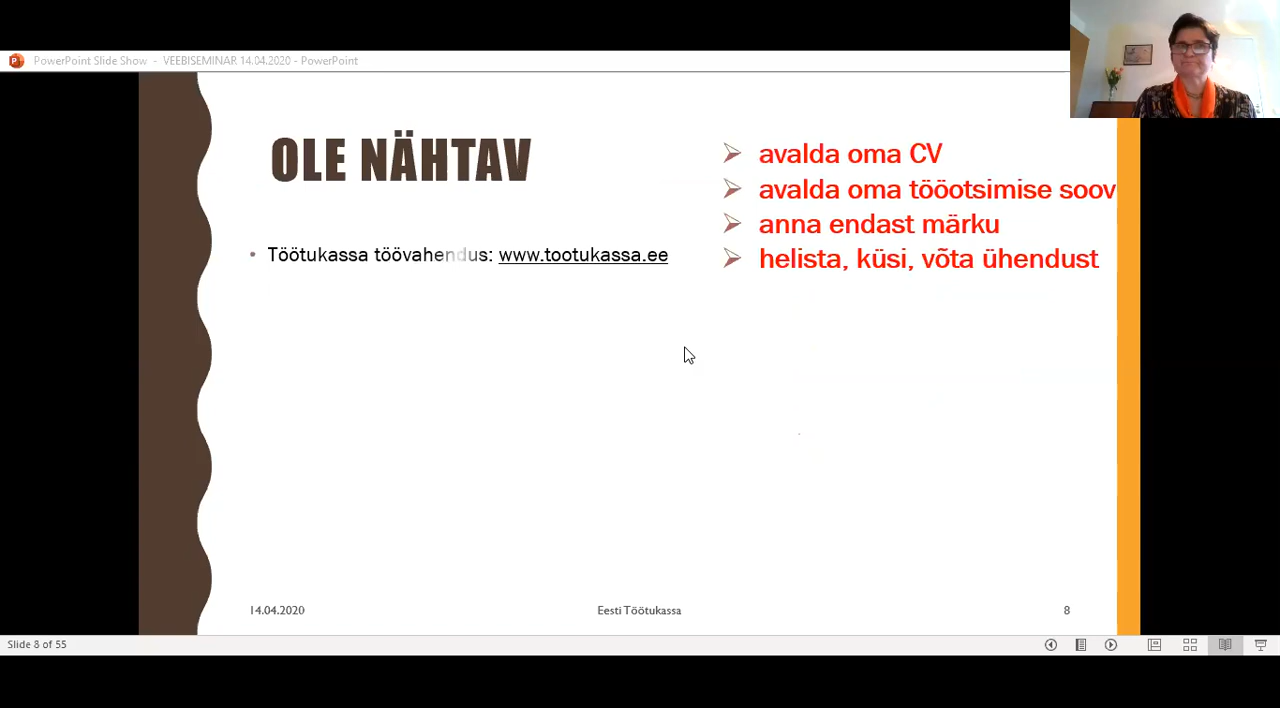 PowerPoint Slide Show - VEEBISEMINAR 14.04.2020 - PowerPoint
OLE NÄHTAV
• Töötukassa töövahendus: www.tootukassa.ee
avalda oma CV
avalda oma tööotsimise soov
anna endast märku
helista, küsi, võta ühendust
14.04.2020
Eesti Töötukassa
8
Slide 8 of 55